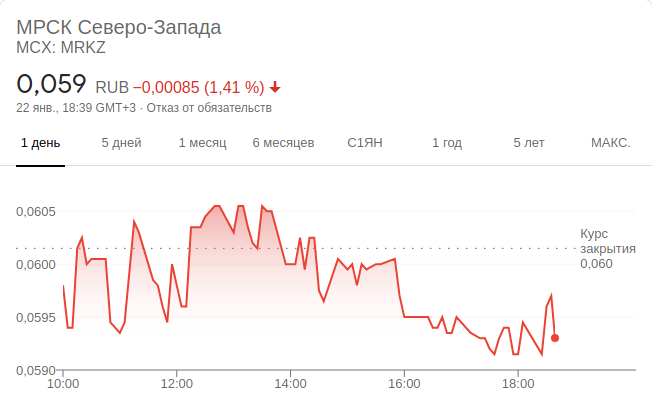 МРСК Северо-Запада
MCX: MRKZ
0,059 RUB −0,00085 (1,41 %)
22 янв., 18:39 GMT+3 · Отказ от обязательств
1 день 5 дней 1 месяц 6 месяцев С1ЯН 1 год 5 лет МАКС.
0,0605
Курс
закрытия
0,060
0,0600
0,0595
0,0590
10:00 12:00 14:00 16:00 18:00